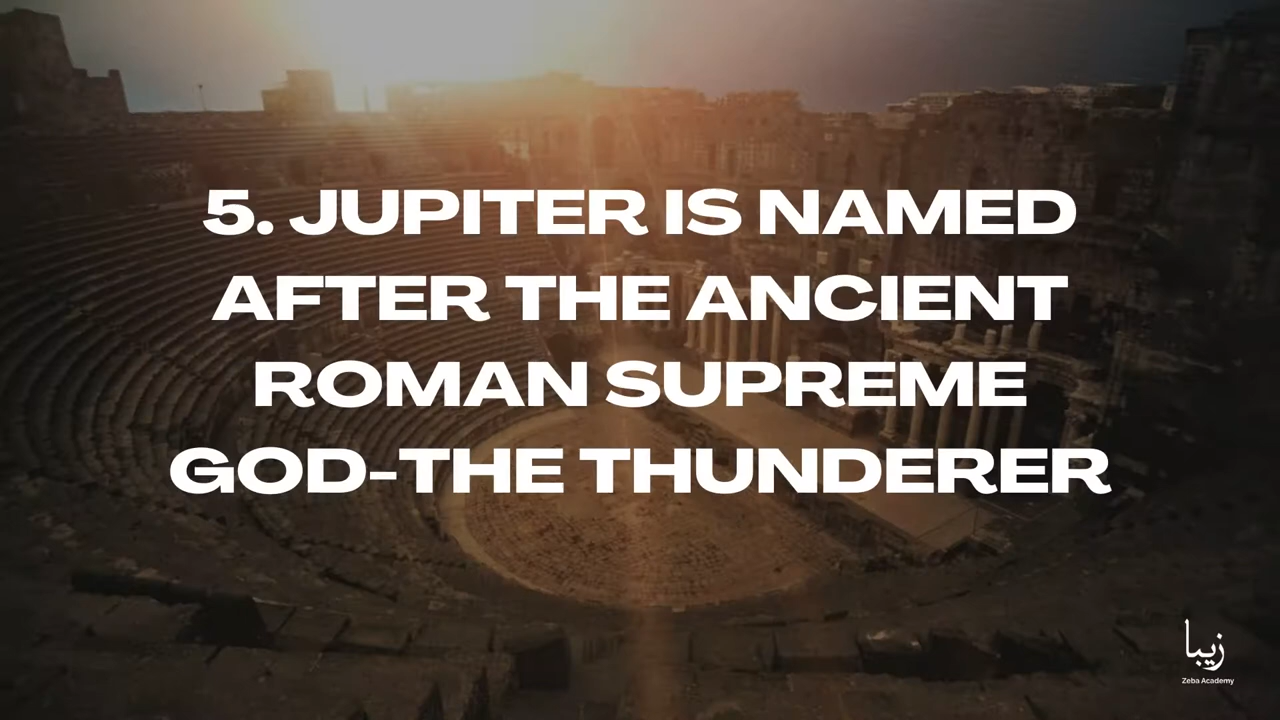 5. JUPITER IS NAMED
AFTER THE ANCIENT
ROMAN SUPREME
GOD-THE THUNDERER
زیبا
Zeba Academy